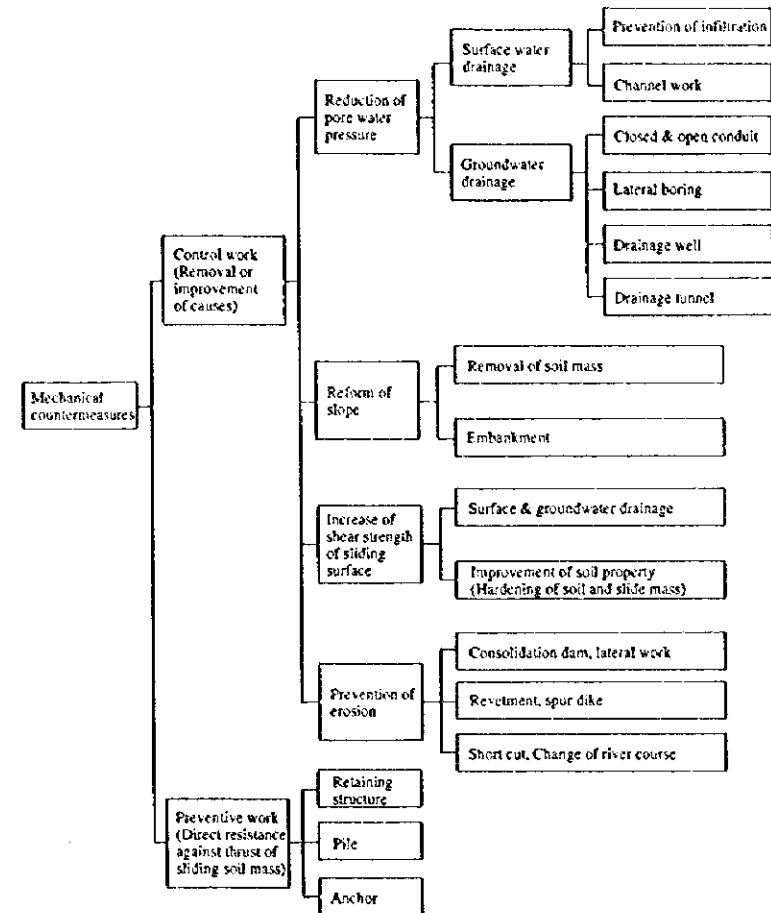 Mechanical
countermeasures
Control work
(Removal or
improvement
of causes)
Reduction of
pore water
pressure
Surface water
drainage
Prevention of infiltration
Channel work
Groundwater
drainage
Closed & open conduit
Lateral boring
Drainage well
Drainage tunnel
Reform of
slope
Removal of soil mass
Embankment
Increase of
shear strength
of sliding
surface
Surface & groundwater drainage
Improvement of soil property
(Hardening of soil and slide mass)
Prevention of
erosion
Consolidation dam, lateral work
Revetment, spur dike
Short cut, Change of river course
Preventive work
(Direct resistance
against thrust of
sliding soil mass)
Retaining
structure
Pile
Anchor